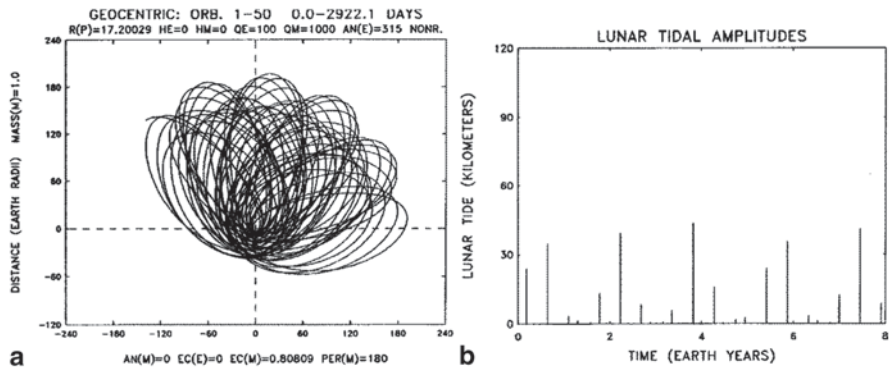 GEOCENTRIC: ORB. 1-50 0.0-2922.1 DAYS
R(P)=17.20029 HE=0 HM=0 QE=100 QM=1000 AN(E)=315 NONR.
DISTANCE (EARTH RADII) MASS(M)=1.0
240
180
120
60
0
-60
-120
-240 -180 -120 -60 0 60 120 180 240
AN(M)=0 EC(E)=0 EC(M)=0.80809 PER(M)=180
a
LUNAR TIDAL AMPLITUDES
LUNAR TIDE (KILOMETERS)
120
90
60
30
0
0 2 4 6 8
TIME (EARTH YEARS)
b